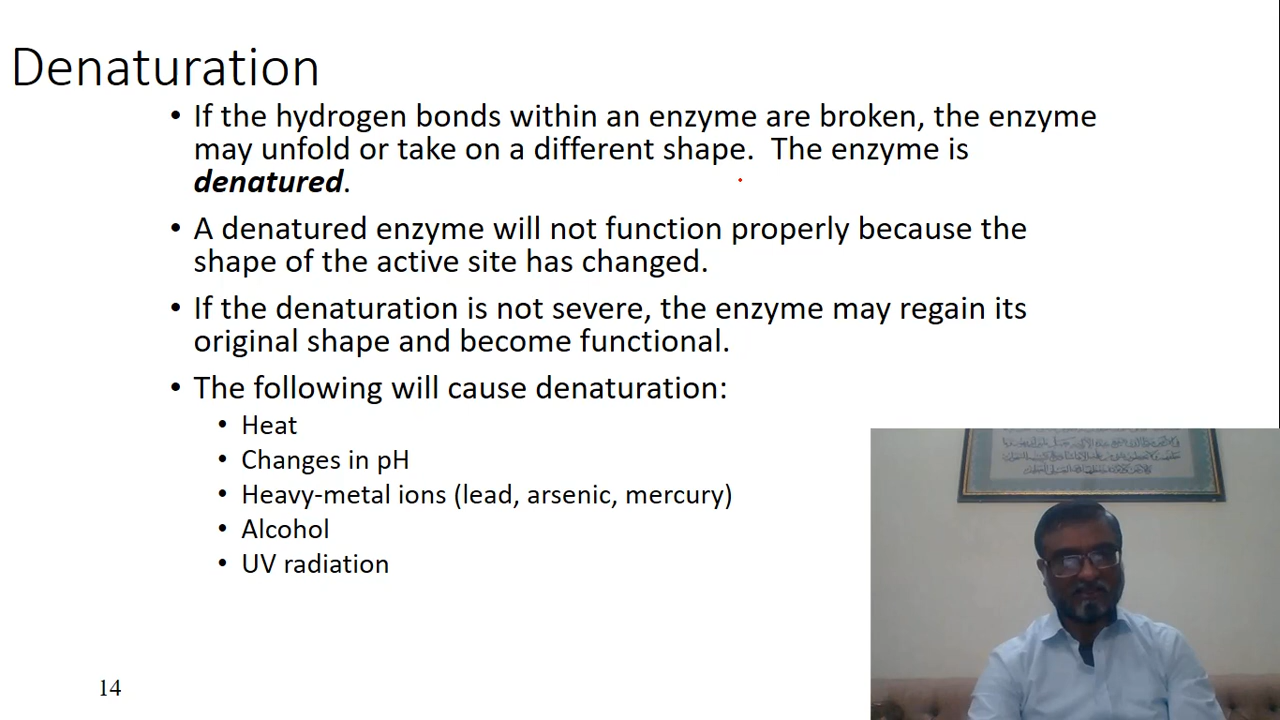 Denaturation
• If the hydrogen bonds within an enzyme are broken, the enzyme
may unfold or take on a different shape.  The enzyme is
denatured.
• A denatured enzyme will not function properly because the
shape of the active site has changed.
• If the denaturation is not severe, the enzyme may regain its
original shape and become functional.
• The following will cause denaturation:
• Heat
• Changes in pH
• Heavy-metal ions (lead, arsenic, mercury)
• Alcohol
• UV radiation
14